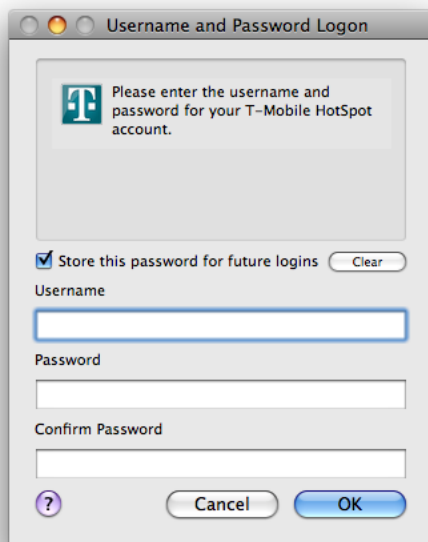 Username and Password Logon
T
Please enter the username and
password for your T-Mobile HotSpot
account.
Store this password for future logins Clear
Username
Password
Confirm Password
? Cancel OK